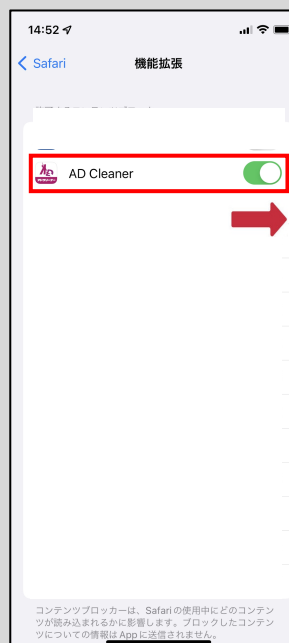 14:52
Safari
機能拡張
AD Cleaner
コンテンツブロッカーは、Safariの使用中にどのコンテン
ツが読み込まれるかに影響します。ブロックしたコンテン
ツについての情報はAppに送信されません。